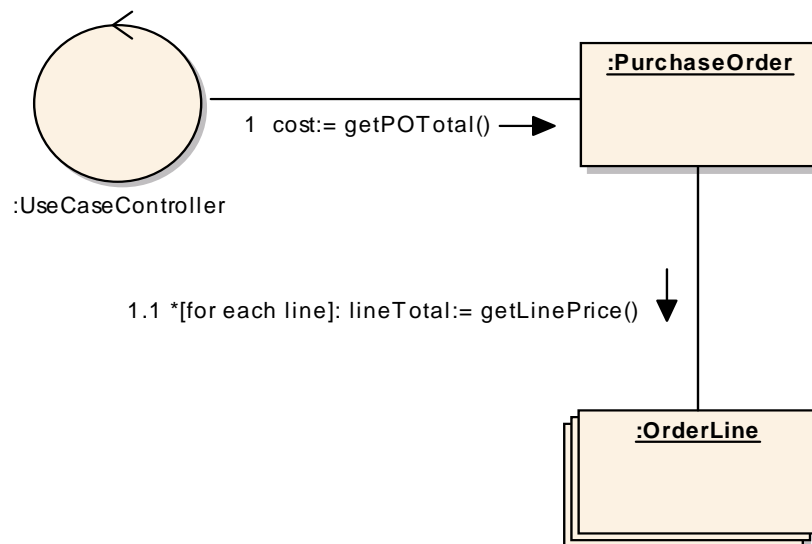 :PurchaseOrder
1 cost:= getPOTotal()
:UseCaseController
1.1 *[for each line]: lineTotal:= getLinePrice()
:OrderLine